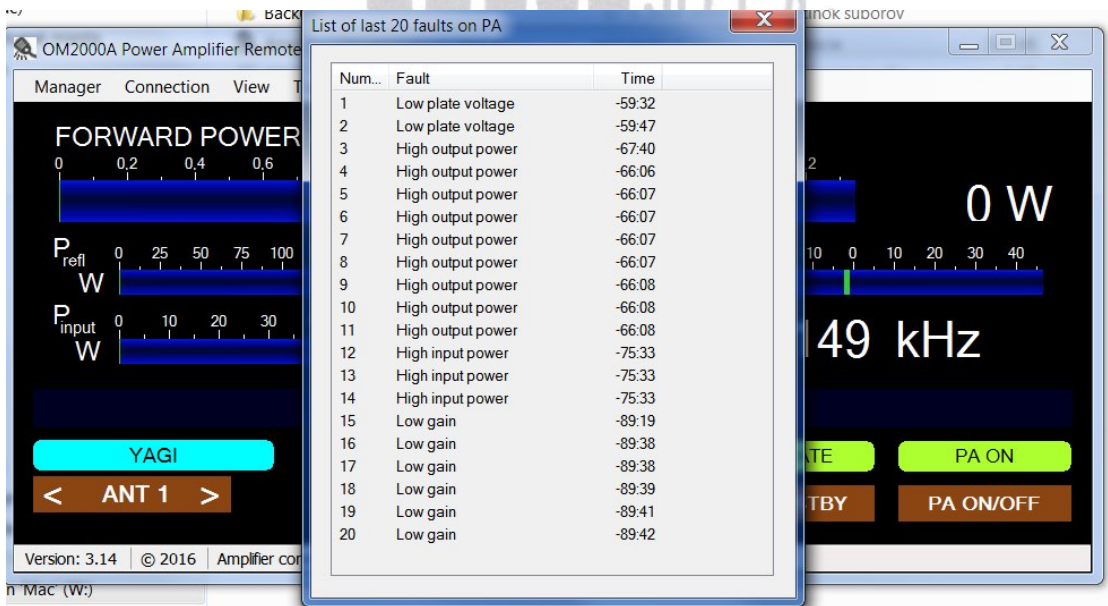 Back
inok suborov
List of last 20 faults on PA
OM2000A Power Amplifier Remote
Manager Connection View T
Num... Fault Time
1 Low plate voltage -59:32
2 Low plate voltage -59:47
3 High output power -67:40
4 High output power -66:06
5 High output power -66:07
6 High output power -66:07
7 High output power -66:07
8 High output power -66:07
9 High output power -66:08
10 High output power -66:08
11 High output power -66:08
12 High input power -75:33
13 High input power -75:33
14 High input power -75:33
15 Low gain -89:19
16 Low gain -89:38
17 Low gain -89:38
18 Low gain -89:39
19 Low gain -89:41
20 Low gain -89:42
FORWARD POWER
0 0,2 0,4 0,6
2
0 W
Prefl W 0 25 50 75 100
10 0 10 20 30 40
Pinput W 0 10 20 30
149 kHz
YAGI
ATE
PA ON
< ANT 1 >
TBY
PA ON/OFF
Version: 3.14 © 2016 Amplifier con
n 'Mac' (W:)